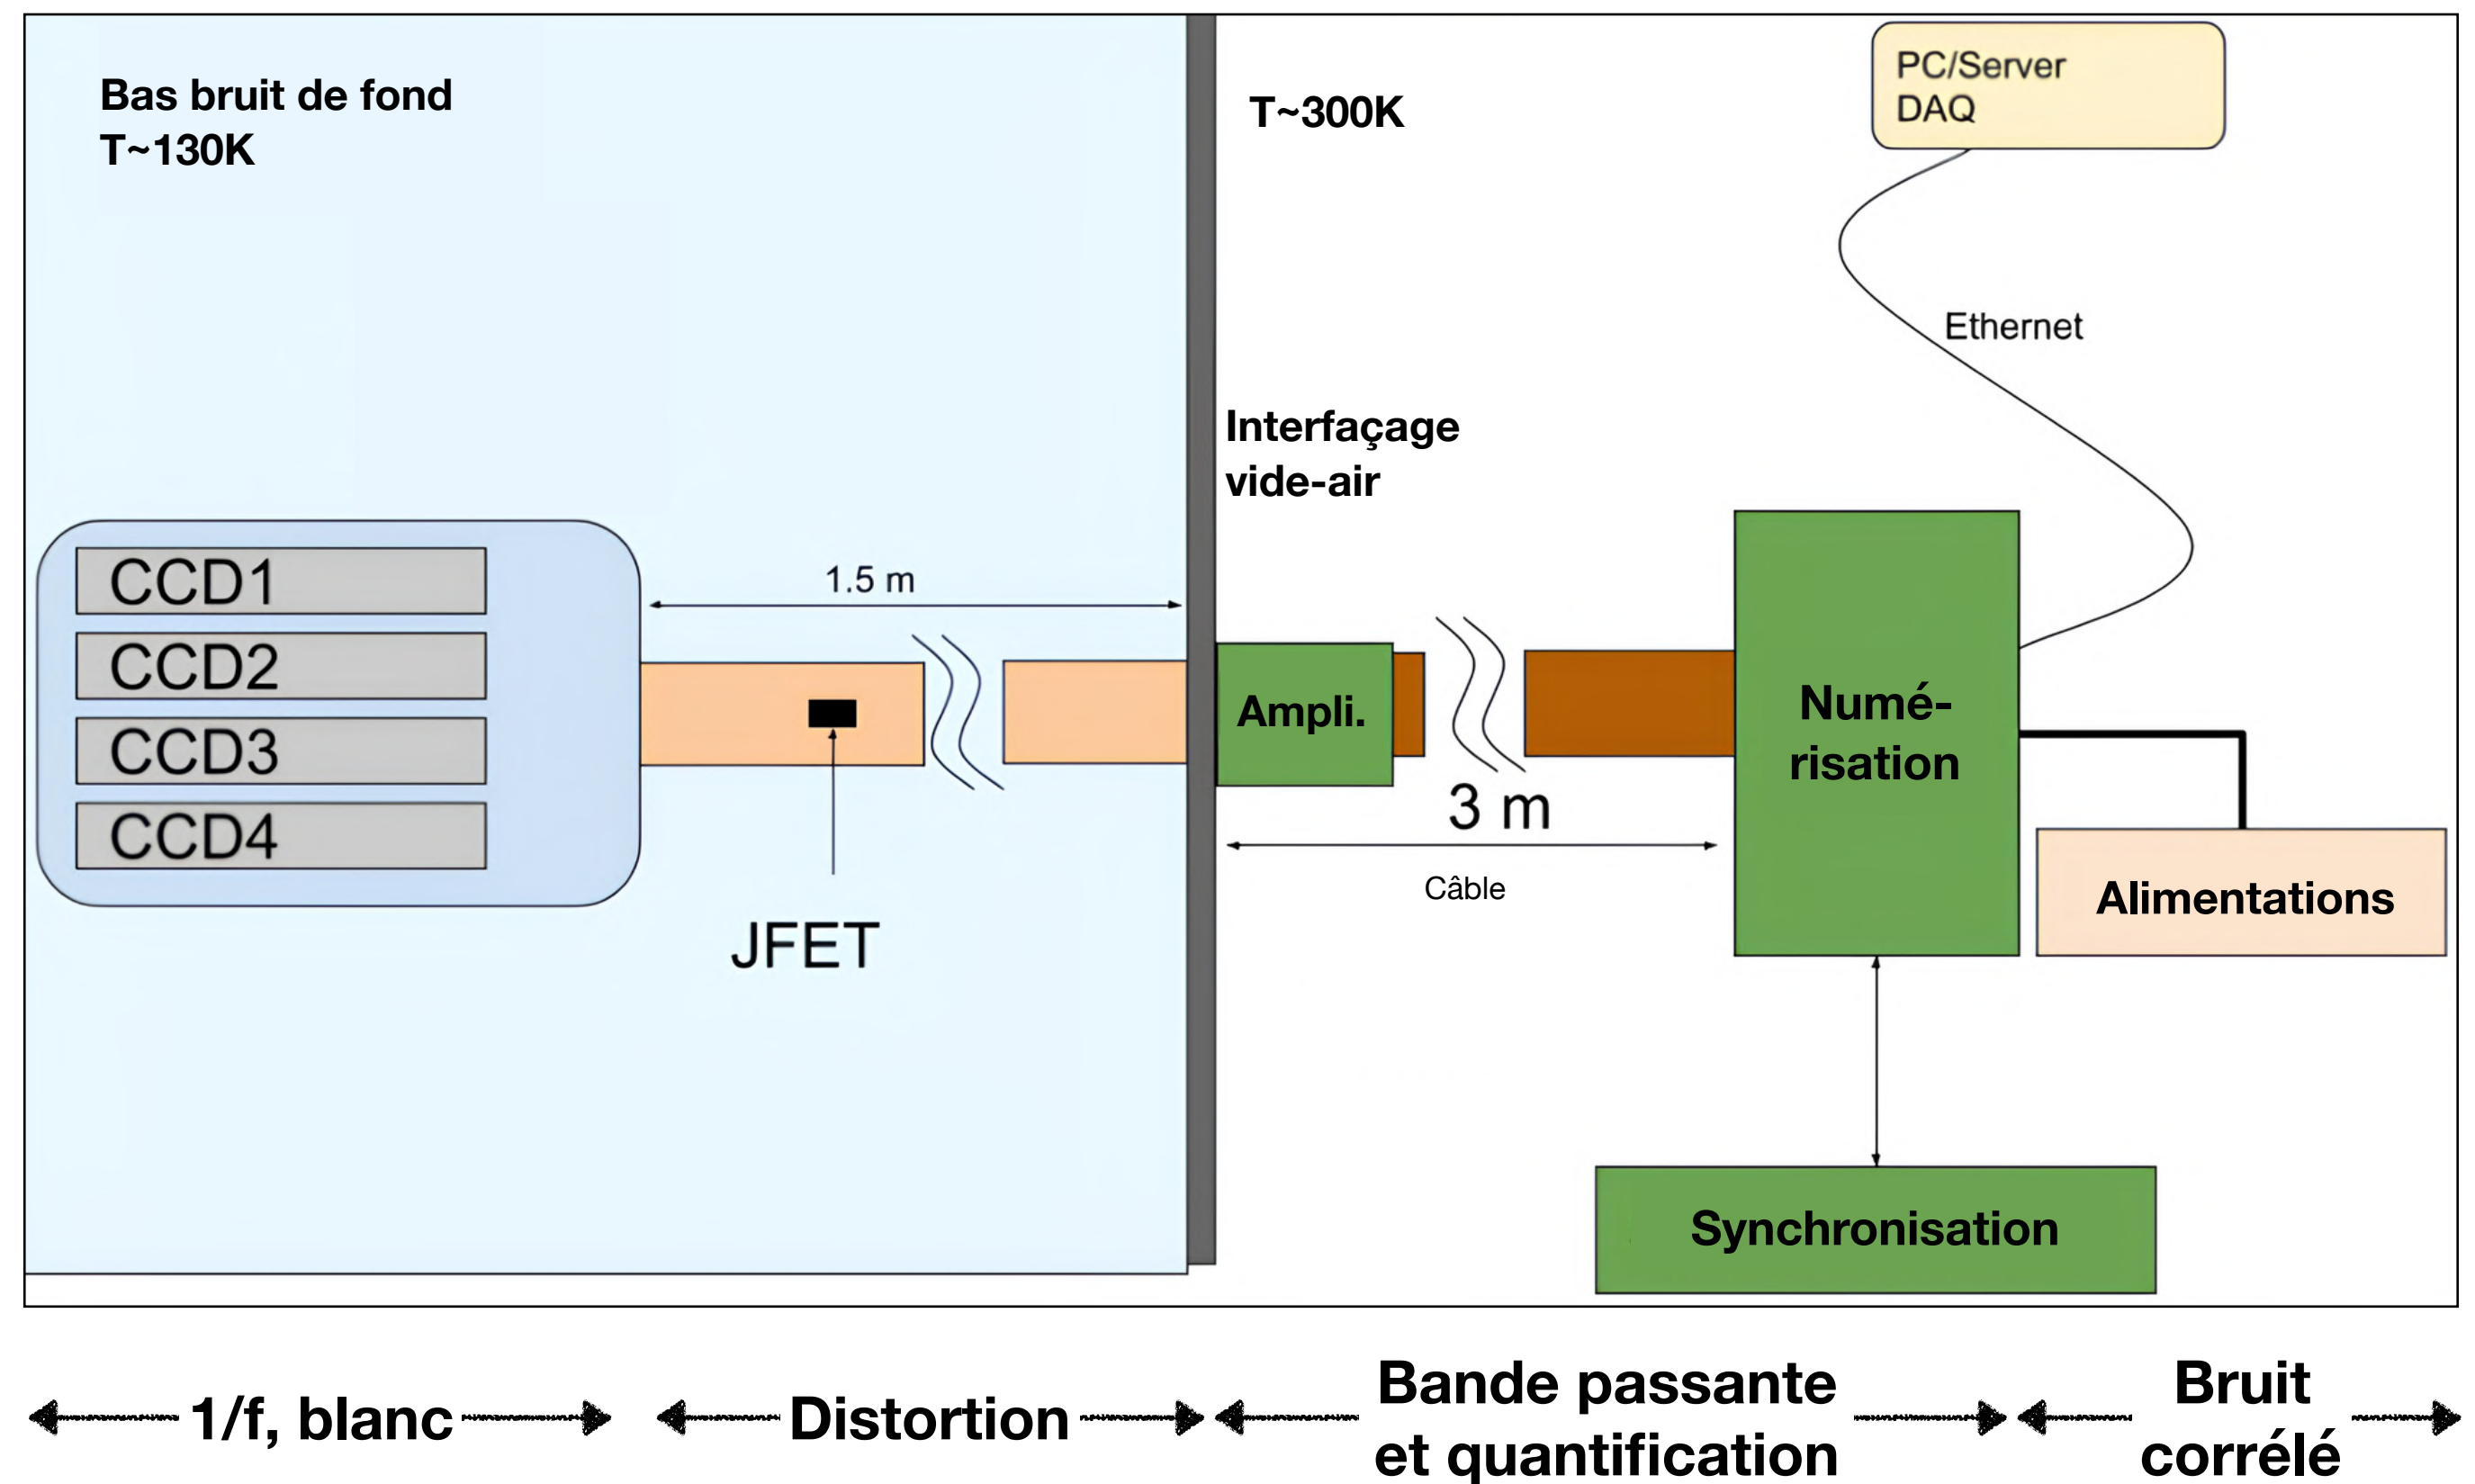 Bas bruit de fond
T~130K
T~300K
PC/Server
DAQ
Ethernet
Interfaçage
vide-air
CCD1
CCD2
CCD3
CCD4
1.5 m
JFET
Ampli.
3 m
Câble
Numé-
risation
Alimentations
Synchronisation
1/f, blanc
Distortion
Bande passante
et quantification
Bruit
corrélé